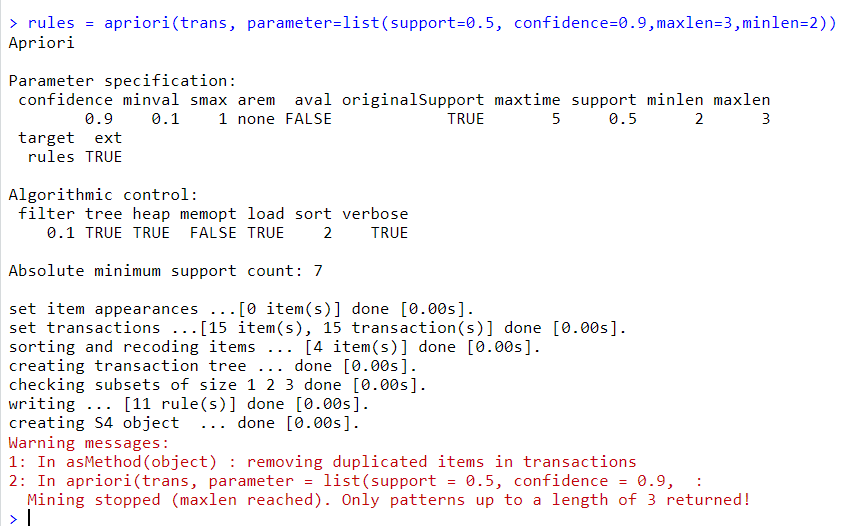 > rules = apriori(trans, parameter=list(support=0.5, confidence=0.9,maxlen=3,minlen=2))
Apriori

Parameter specification:
 confidence minval smax arem  aval originalSupport maxtime support minlen maxlen
        0.9    0.1    1 none FALSE            TRUE       5     0.5      2      3
 target  ext
  rules TRUE

Algorithmic control:
 filter tree heap memopt load sort verbose
    0.1 TRUE TRUE  FALSE TRUE    2    TRUE

Absolute minimum support count: 7

set item appearances ...[0 item(s)] done [0.00s].
set transactions ...[15 item(s), 15 transaction(s)] done [0.00s].
sorting and recoding items ... [4 item(s)] done [0.00s].
creating transaction tree ... done [0.00s].
checking subsets of size 1 2 3 done [0.00s].
writing ... [11 rule(s)] done [0.00s].
creating S4 object  ... done [0.00s].
Warning messages:
1: In asMethod(object) : removing duplicated items in transactions
2: In apriori(trans, parameter = list(support = 0.5, confidence = 0.9,  :
  Mining stopped (maxlen reached). Only patterns up to a length of 3 returned!
>